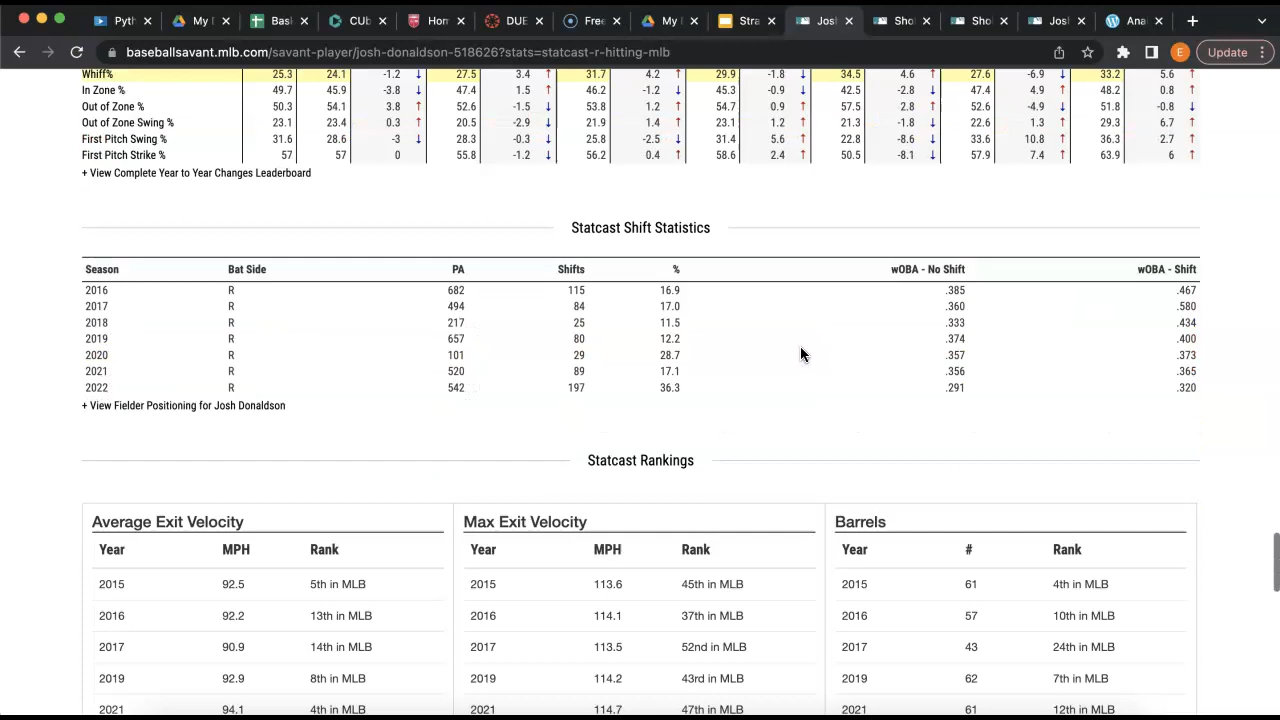 Pyth
My I
Bask
CUb
Hom
DUE
Free
My I
Stra
Josh
Sho
Sho
Josh
Ana
baseballsavant.mlb.com/savant-player/josh-donaldson-518626?stats=statcast-r-hitting-mlb
E
Update
Whiff% 25.3 24.1 -1.2 ↓ 27.5 3.4 ↑ 31.7 4.2 ↑ 29.9 -1.8 ↓ 34.5 4.6 ↑ 27.6 -6.9 ↓ 33.2 5.6 ↑
In Zone % 49.7 45.9 -3.8 ↓ 47.4 1.5 ↑ 46.2 -1.2 ↓ 45.3 -0.9 ↓ 42.5 -2.8 ↓ 47.4 4.9 ↑ 48.2 0.8 ↑
Out of Zone % 50.3 54.1 3.8 ↑ 52.6 -1.5 ↓ 53.8 1.2 ↑ 54.7 0.9 ↑ 57.5 2.8 ↑ 52.6 -4.9 ↓ 51.8 -0.8 ↓
Out of Zone Swing % 23.1 23.4 0.3 ↑ 20.5 -2.9 ↓ 21.9 1.4 ↑ 23.1 1.2 ↑ 21.3 -1.8 ↓ 22.6 1.3 ↑ 29.3 6.7 ↑
First Pitch Swing % 31.6 28.6 -3 ↓ 28.3 -0.3 ↓ 25.8 -2.5 ↓ 31.4 5.6 ↑ 22.8 -8.6 ↓ 33.6 10.8 ↑ 36.3 2.7 ↑
First Pitch Strike % 57 57 0 55.8 -1.2 ↓ 56.2 0.4 ↑ 58.6 2.4 ↑ 50.5 -8.1 ↓ 57.9 7.4 ↑ 63.9 6 ↑
+ View Complete Year to Year Changes Leaderboard
Statcast Shift Statistics
Season Bat Side PA Shifts % wOBA - No Shift wOBA - Shift
2016 R 682 115 16.9 .385 .467
2017 R 494 84 17.0 .360 .580
2018 R 217 25 11.5 .333 .434
2019 R 657 80 12.2 .374 .400
2020 R 101 29 28.7 .357 .373
2021 R 520 89 17.1 .356 .365
2022 R 542 197 36.3 .291 .320
+ View Fielder Positioning for Josh Donaldson
Statcast Rankings
Average Exit Velocity Max Exit Velocity Barrels
Year MPH Rank Year MPH Rank Year # Rank
2015 92.5 5th in MLB 2015 113.6 45th in MLB 2015 61 4th in MLB
2016 92.2 13th in MLB 2016 114.1 37th in MLB 2016 57 10th in MLB
2017 90.9 14th in MLB 2017 113.5 52nd in MLB 2017 43 24th in MLB
2019 92.9 8th in MLB 2019 114.2 43rd in MLB 2019 62 7th in MLB
2021 94.1 4th in MLB 2021 114.7 47th in MLB 2021 61 12th in MLB